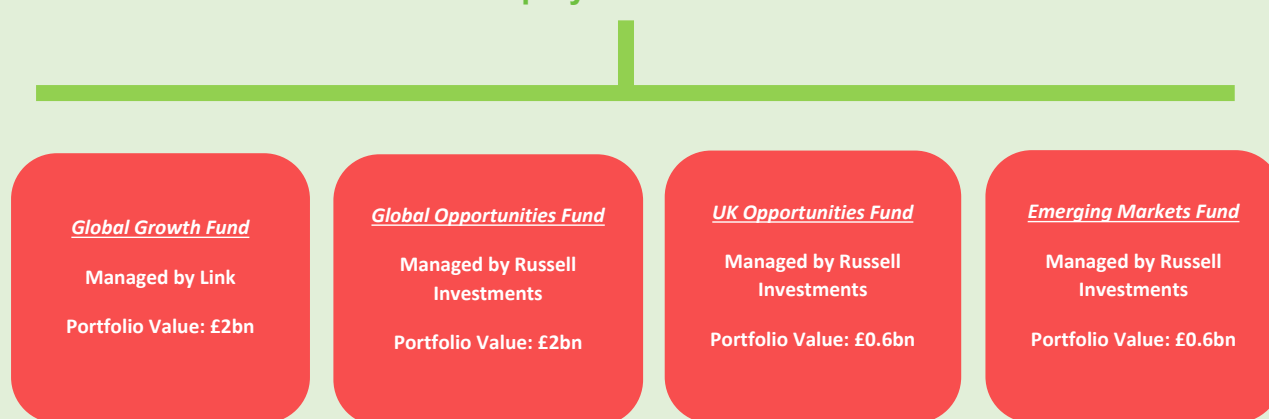 Global Growth Fund
Managed by Link
Portfolio Value: £2bn
Global Opportunities Fund
Managed by Russell
Investments
Portfolio Value: £2bn
UK Opportunities Fund
Managed by Russell
Investments
Portfolio Value: £0.6bn
Emerging Markets Fund
Managed by Russell
Investments
Portfolio Value: £0.6bn